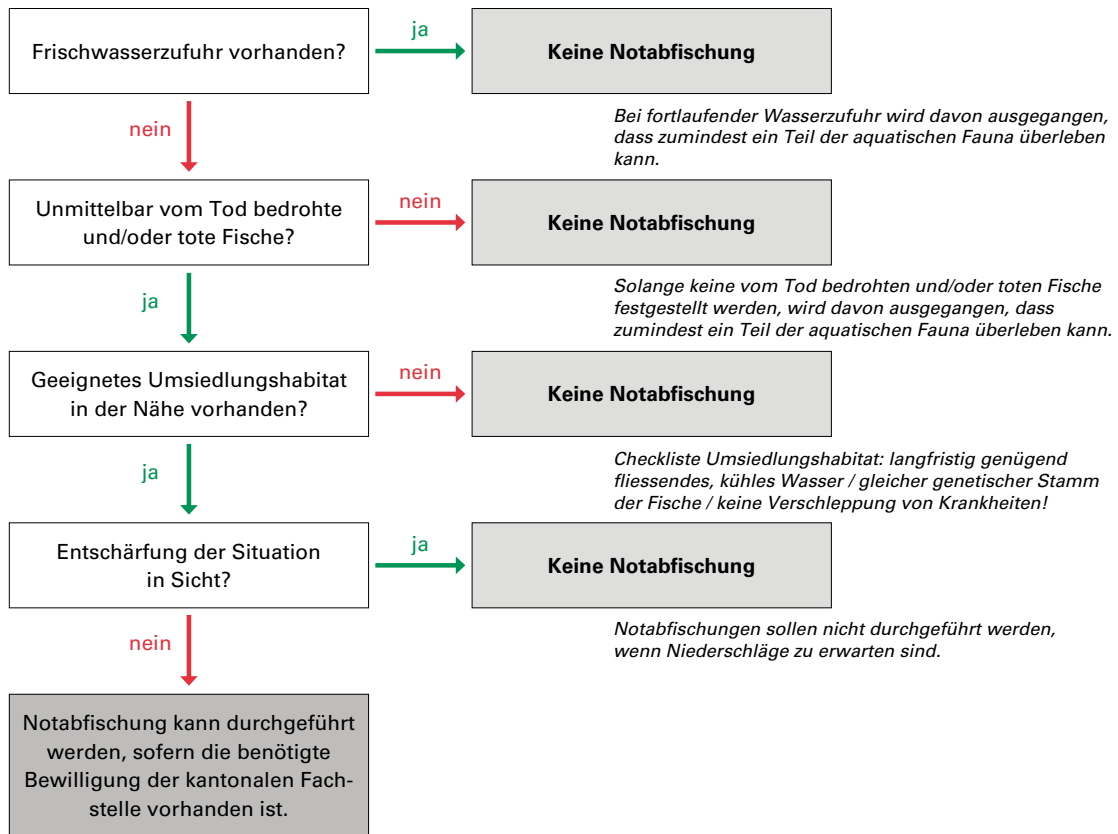 Frischwasserzufuhr vorhanden?
ja
Keine Notabfischung
nein
Bei fortlaufender Wasserzufuhr wird davon ausgegangen,
dass zumindest ein Teil der aquatischen Fauna überleben
kann.
Unmittelbar vom Tod bedrohte
und/oder tote Fische?
nein
Keine Notabfischung
ja
Solange keine vom Tod bedrohten und/oder toten Fische
festgestellt werden, wird davon ausgegangen, dass
zumindest ein Teil der aquatischen Fauna überleben kann.
Geeignetes Umsiedlungshabitat
in der Nähe vorhanden?
nein
Keine Notabfischung
ja
Checkliste Umsiedlungshabitat: langfristig genügend
fliessendes, kühles Wasser / gleicher genetischer Stamm
der Fische / keine Verschleppung von Krankheiten!
Entschärfung der Situation
in Sicht?
ja
Keine Notabfischung
nein
Notabfischungen sollen nicht durchgeführt werden,
wenn Niederschläge zu erwarten sind.
Notabfischung kann durchgeführt
werden, sofern die benötigte
Bewilligung der kantonalen Fach-
stelle vorhanden ist.